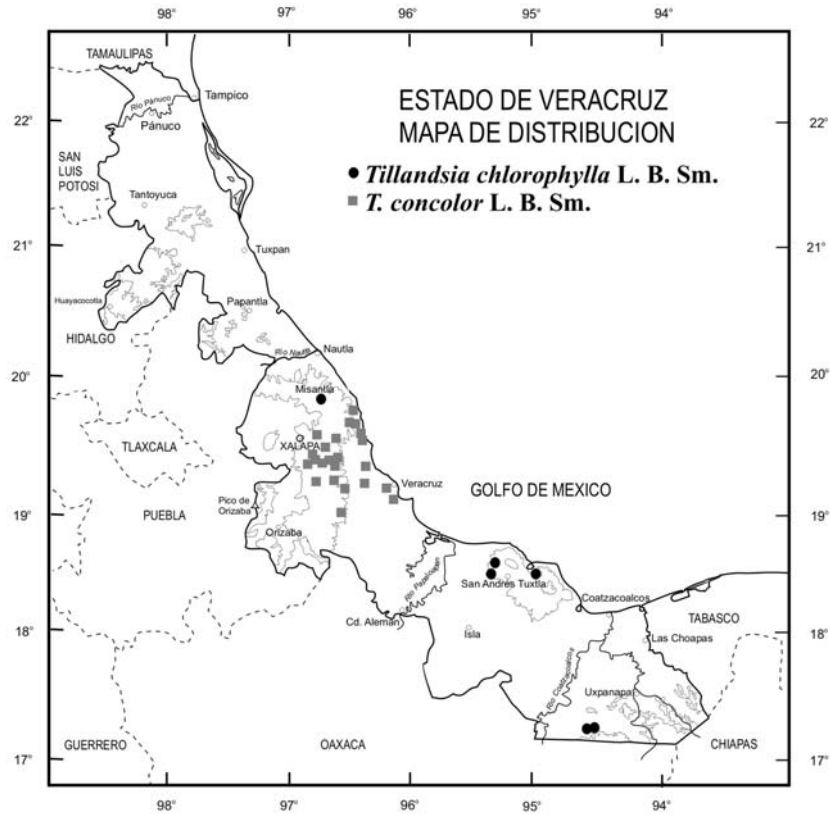 98°
97°
96°
95°
94°
TAMAULIPAS
Río Pánuco
Tampico
Pánuco
22°
22°
ESTADO DE VERACRUZ
MAPA DE DISTRIBUCION
SAN
LUIS
POTOSI
Tillandsia chlorophylla L. B. Sm.
T. concolor L. B. Sm.
Tantoyuca
21°
21°
Tuxpan
Huayacocotla
Papantla
HIDALGO
Río Nautla
Nautla
20°
20°
Misantla
TLAXCALA
XALAPA
Veracruz
GOLFO DE MEXICO
Pico de
Orizaba
PUEBLA
19°
19°
Orizaba
Río Papaloapan
San Andrés Tuxtla
Coatzacoalcos
Cd. Alemán
TABASCO
18°
18°
Isla
Las Choapas
Río Coatzacoalcos
Uxpanapa
GUERRERO
OAXACA
CHIAPAS
17°
17°
98°
97°
96°
95°
94°